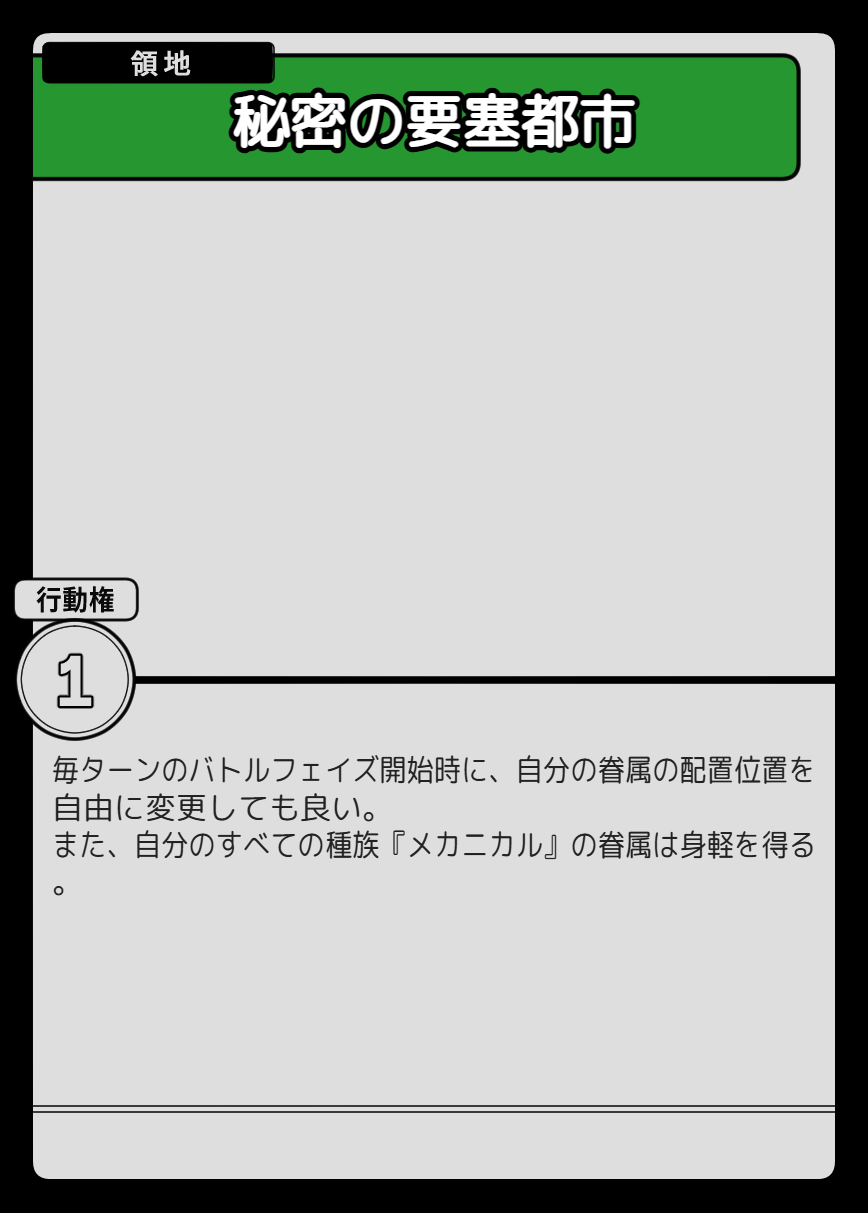 領地
秘密の要塞都市
行動権
1
毎ターンのバトルフェイズ開始時に、自分の眷属の配置位置を
自由に変更しても良い。
また、自分のすべての種族『メカニカル』の眷属は身軽を得る
。